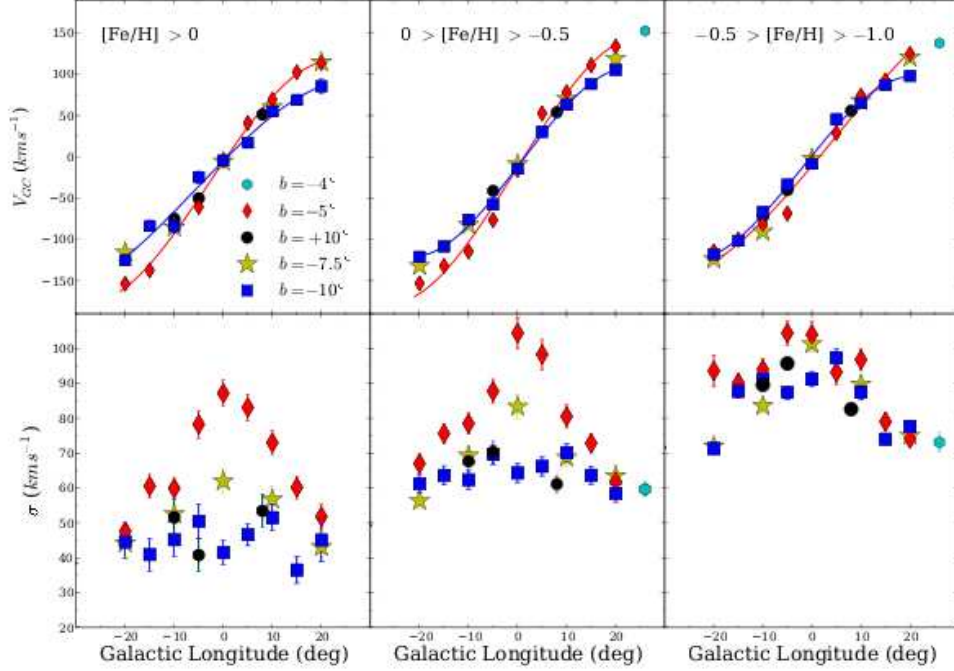 [Fe/H] > 0
0 > [Fe/H] > −0.5
−0.5 > [Fe/H] > −1.0
150
100
50
0
−50
−100
−150
V_GC (kms⁻¹)
b = −4°
b = −5°
b = +10°
b = −7.5°
b = −10°
100
90
80
70
60
50
40
30
20
σ (kms⁻¹)
−20 −10 0 10 20
−20 −10 0 10 20
−20 −10 0 10 20
Galactic Longitude (deg)
Galactic Longitude (deg)
Galactic Longitude (deg)